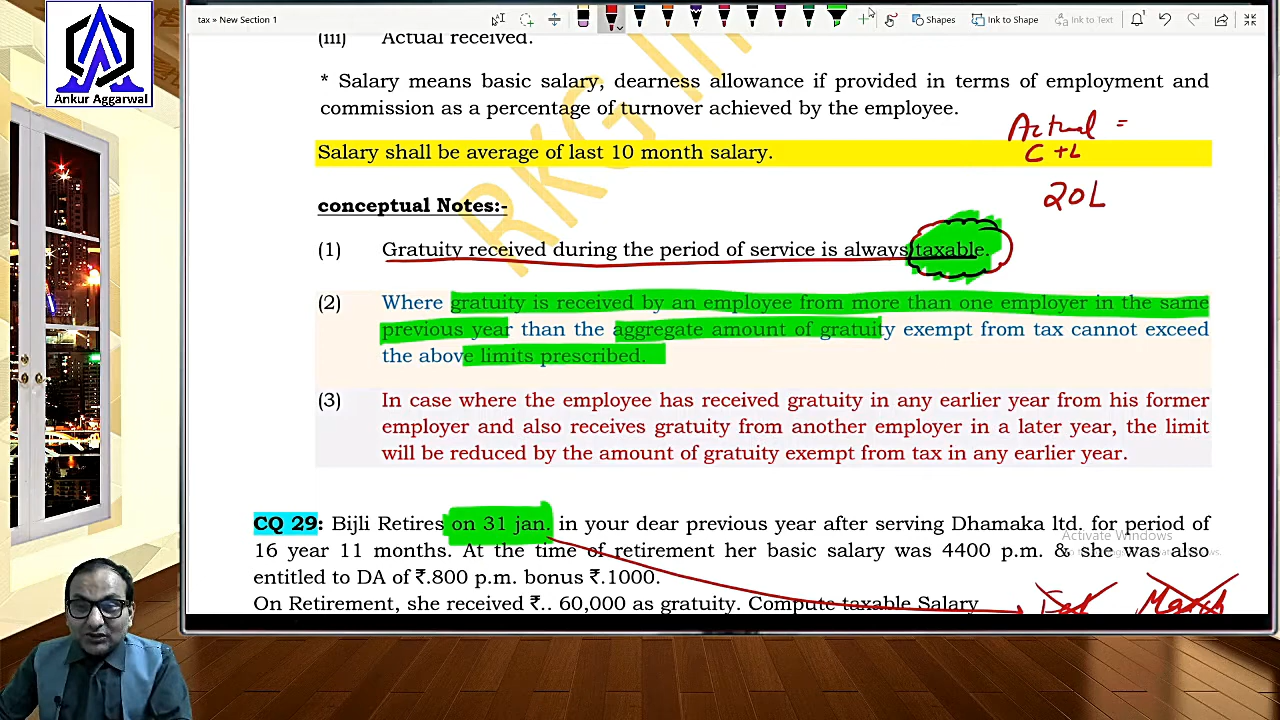 tax » New Section 1
Shapes
Ink to Shape
Ink to Text
Ankur Aggarwal
(iii) Actual received.
* Salary means basic salary, dearness allowance if provided in terms of employment and
commission as a percentage of turnover achieved by the employee.
Actual =
C + L
Salary shall be average of last 10 month salary.
20L
conceptual Notes:-
(1) Gratuity received during the period of service is always taxable.
(2) Where gratuity is received by an employee from more than one employer in the same
previous year than the aggregate amount of gratuity exempt from tax cannot exceed
the above limits prescribed.
(3) In case where the employee has received gratuity in any earlier year from his former
employer and also receives gratuity from another employer in a later year, the limit
will be reduced by the amount of gratuity exempt from tax in any earlier year.
CQ 29: Bijli Retires on 31 jan. in your dear previous year after serving Dhamaka ltd. for period of
Activate Windows
16 year 11 months. At the time of retirement her basic salary was 4400 p.m. & she was also
entitled to DA of ₹.800 p.m. bonus ₹.1000.
On Retirement, she received ₹.. 60,000 as gratuity. Compute taxable Salary
Feb March
RKG